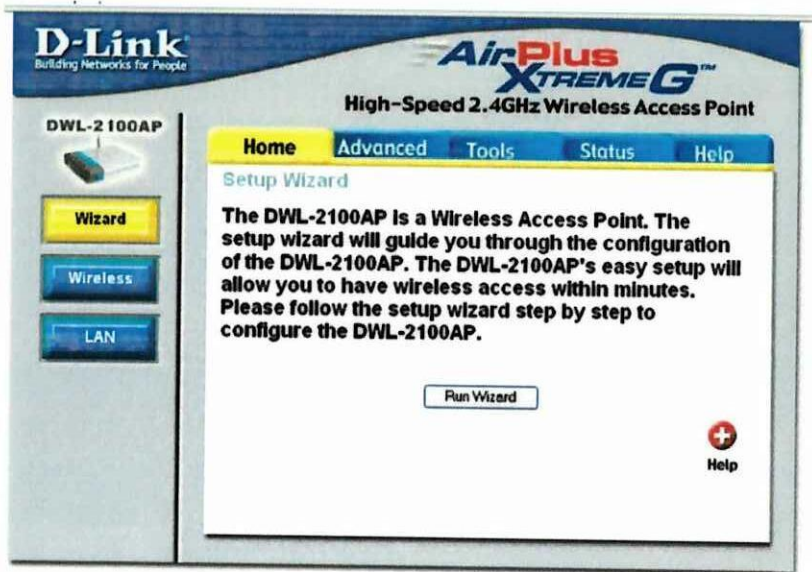 D-Link
Building Networks for People
AirPlus
XTREME G™
High-Speed 2.4GHz Wireless Access Point
DWL-2100AP
Home Advanced Tools Status Help
Wizard
Wireless
LAN
Setup Wizard
The DWL-2100AP is a Wireless Access Point. The
setup wizard will guide you through the configuration
of the DWL-2100AP. The DWL-2100AP's easy setup will
allow you to have wireless access within minutes.
Please follow the setup wizard step by step to
configure the DWL-2100AP.
Run Wizard
Help